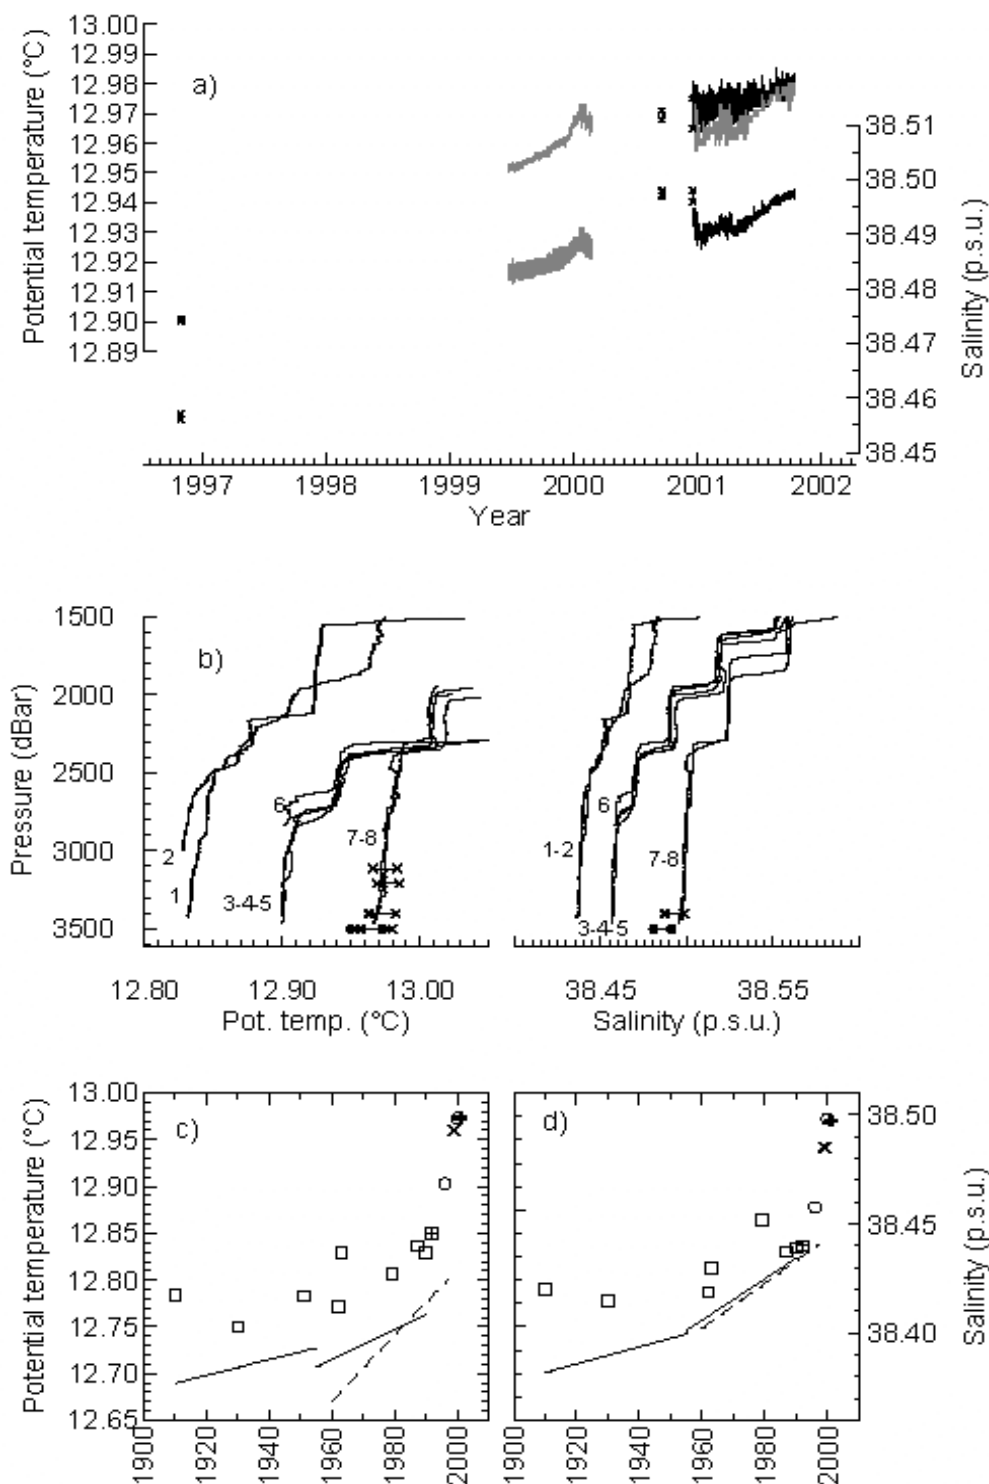 a)
Potential temperature (°C)
13.00
12.99
12.98
12.97
12.96
12.95
12.94
12.93
12.92
12.91
12.90
12.89
38.51
38.50
38.49
38.48
38.47
38.46
38.45
Salinity (p.s.u.)
1997 1998 1999 2000 2001 2002
Year
b)
Pressure (dBar)
1500
2000
2500
3000
3500
6
7-8
2
1
3-4-5
12.80 12.90 13.00
Pot. temp. (°C)
6
1-2
7-8
3-4-5
38.45 38.55
Salinity (p.s.u.)
c)
Potential temperature (°C)
13.00
12.95
12.90
12.85
12.80
12.75
12.70
12.65
1900 1920 1940 1960 1980 2000
d)
38.50
38.45
38.40
Salinity (p.s.u.)
1900 1920 1940 1960 1980 2000